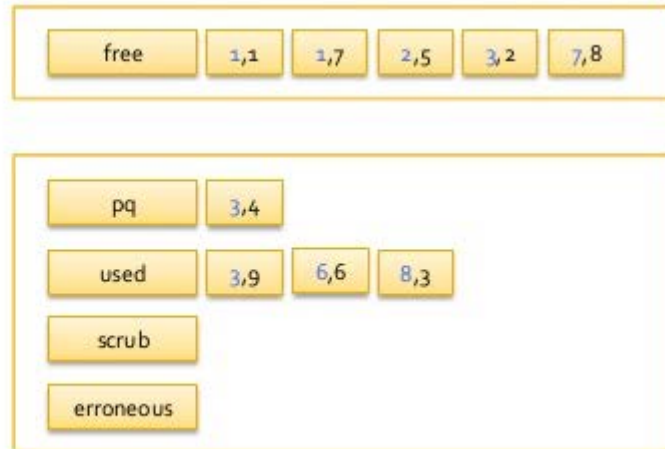 free 1,1 1,7 2,5 3,2 7,8
pq 3,4
used 3,9 6,6 8,3
scrub
erroneous